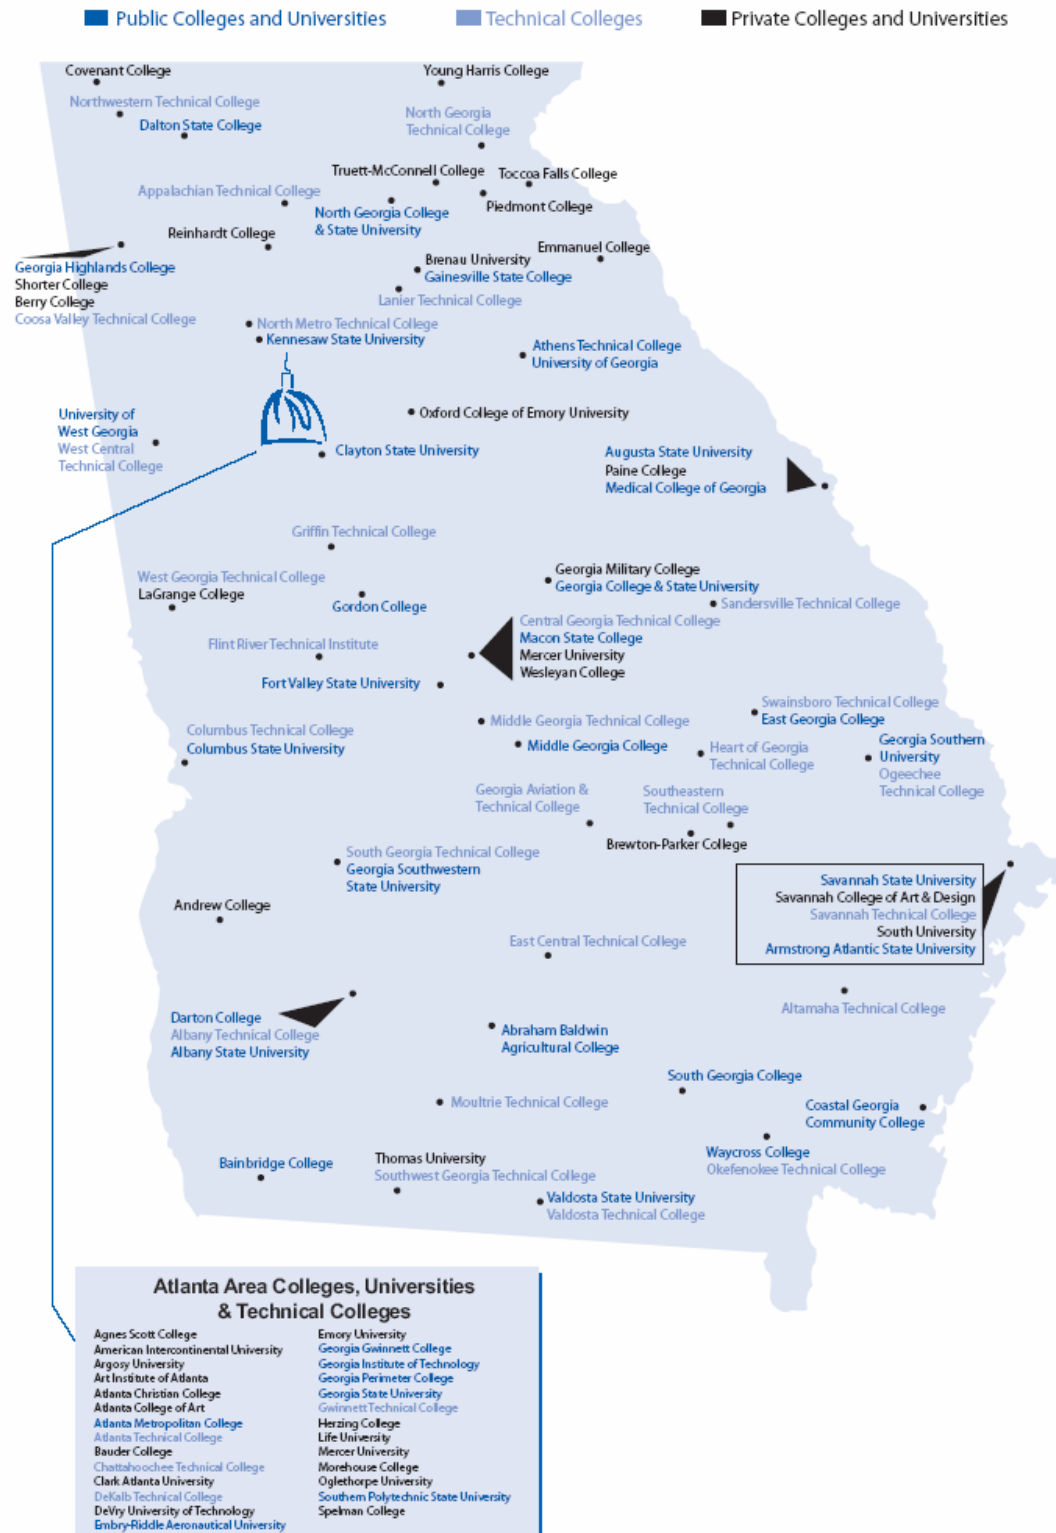 Public Colleges and Universities
Technical Colleges
Private Colleges and Universities
Covenant College
Young Harris College
Northwestern Technical College
Dalton State College
North Georgia
Technical College
Truett-McConnell College
Toccoa Falls College
Appalachian Technical College
North Georgia College
& State University
Piedmont College
Reinhardt College
Emmanuel College
Brenau University
Gainesville State College
Georgia Highlands College
Shorter College
Berry College
Coosa Valley Technical College
Lanier Technical College
North Metro Technical College
Kennesaw State University
Athens Technical College
University of Georgia
Oxford College of Emory University
University of
West Georgia
West Central
Technical College
Clayton State University
Augusta State University
Paine College
Medical College of Georgia
Griffin Technical College
Georgia Military College
Georgia College & State University
West Georgia Technical College
LaGrange College
Gordon College
Sandersville Technical College
Central Georgia Technical College
Macon State College
Mercer University
Wesleyan College
Flint River Technical Institute
Fort Valley State University
Swainsboro Technical College
East Georgia College
Middle Georgia Technical College
Columbus Technical College
Columbus State University
Middle Georgia College
Heart of Georgia
Technical College
Georgia Southern
University
Ogeechee
Technical College
Georgia Aviation &
Technical College
Southeastern
Technical College
Brewton-Parker College
South Georgia Technical College
Georgia Southwestern
State University
Savannah State University
Savannah College of Art & Design
Savannah Technical College
South University
Armstrong Atlantic State University
Andrew College
East Central Technical College
Altamaha Technical College
Darton College
Albany Technical College
Albany State University
Abraham Baldwin
Agricultural College
South Georgia College
Moultrie Technical College
Coastal Georgia
Community College
Waycross College
Okefenokee Technical College
Bainbridge College
Thomas University
Southwest Georgia Technical College
Valdosta State University
Valdosta Technical College
Atlanta Area Colleges, Universities
& Technical Colleges
Agnes Scott College
American Intercontinental University
Argosy University
Art Institute of Atlanta
Atlanta Christian College
Atlanta College of Art
Atlanta Metropolitan College
Atlanta Technical College
Bauder College
Chattahoochee Technical College
Clark Atlanta University
DeKalb Technical College
DeVry University of Technology
Embry-Riddle Aeronautical University
Emory University
Georgia Gwinnett College
Georgia Institute of Technology
Georgia Perimeter College
Georgia State University
Gwinnett Technical College
Herzing College
Life University
Mercer University
Morehouse College
Oglethorpe University
Southern Polytechnic State University
Spelman College